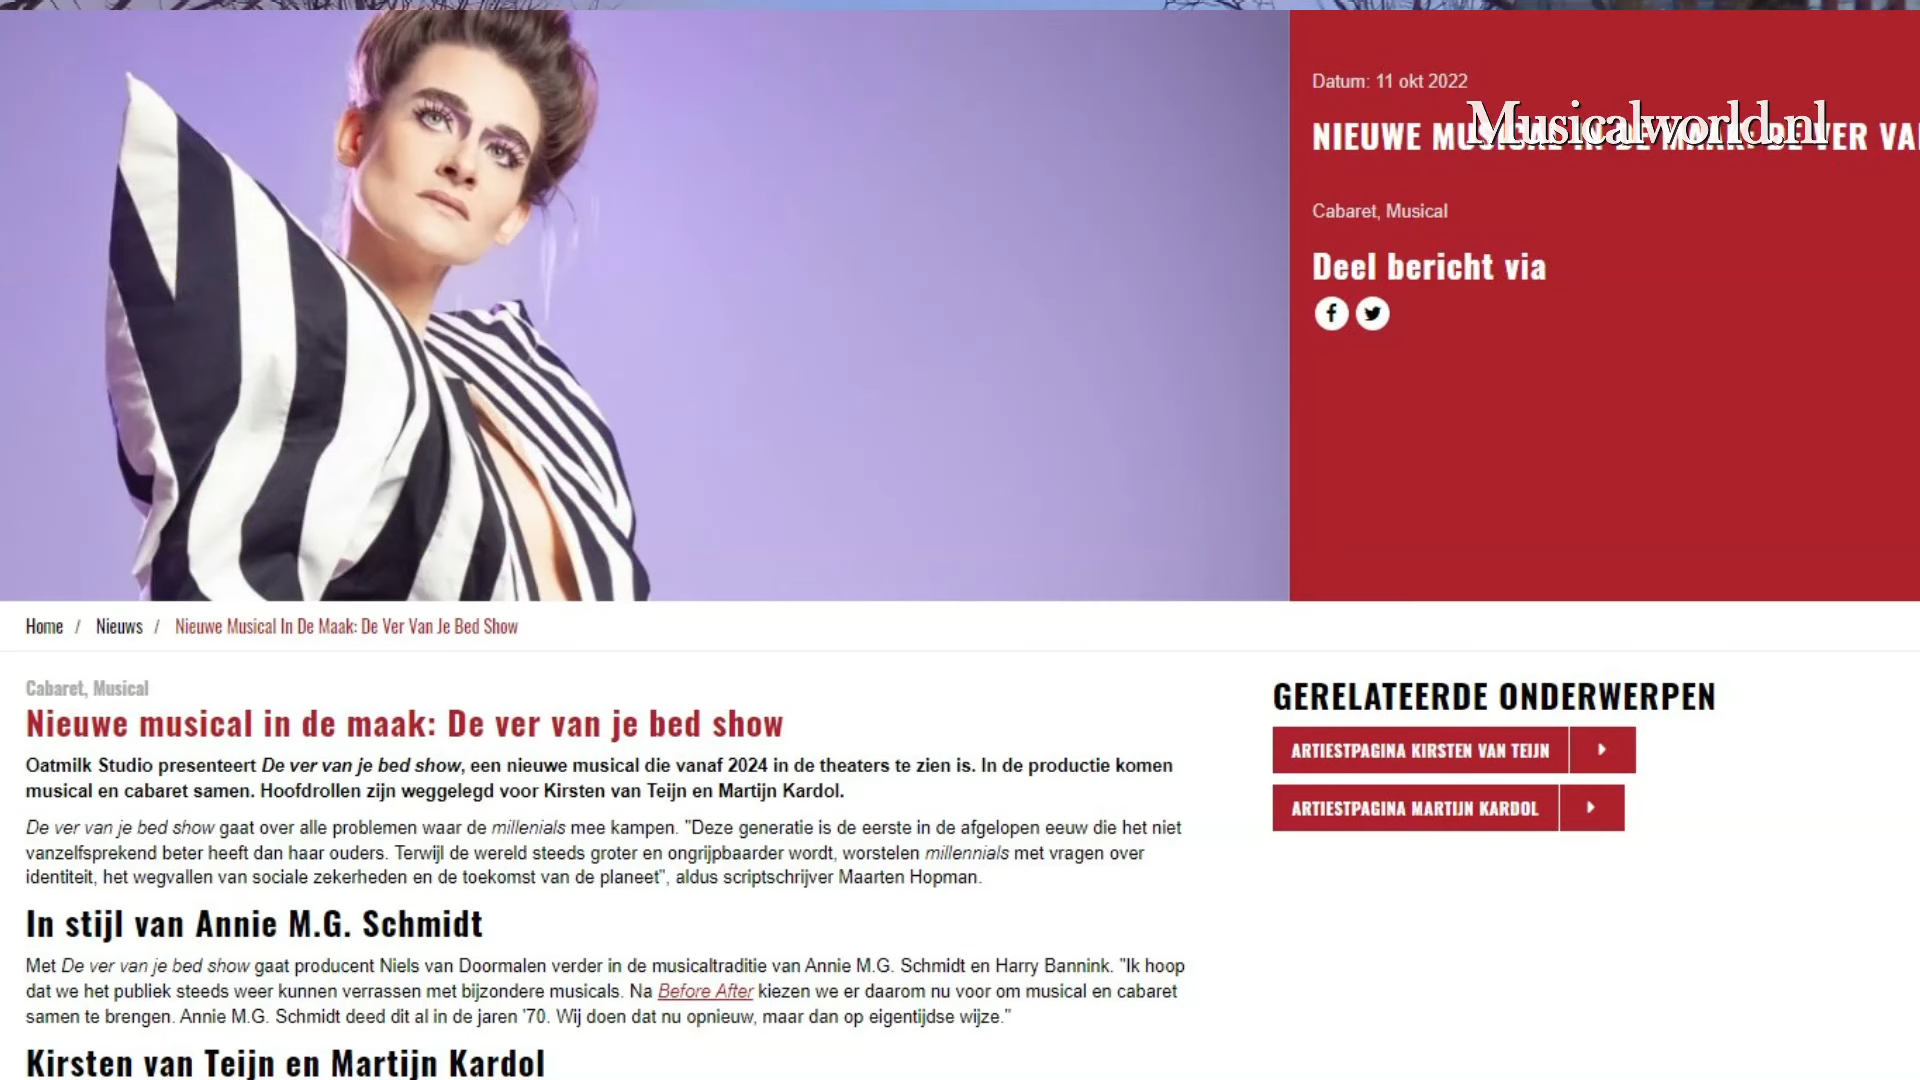 Datum: 11 okt 2022
Musicalworld.nl
NIEUWE MUSICAL IN DE MAAK: DE VER VA
Cabaret, Musical
Deel bericht via
Home / Nieuws / Nieuwe Musical In De Maak: De Ver Van Je Bed Show
Cabaret, Musical
Nieuwe musical in de maak: De ver van je bed show
Oatmilk Studio presenteert De ver van je bed show, een nieuwe musical die vanaf 2024 in de theaters te zien is. In de productie komen
musical en cabaret samen. Hoofdrollen zijn weggelegd voor Kirsten van Teijn en Martijn Kardol.
De ver van je bed show gaat over alle problemen waar de millenials mee kampen. "Deze generatie is de eerste in de afgelopen eeuw die het niet
vanzelfsprekend beter heeft dan haar ouders. Terwijl de wereld steeds groter en ongrijpbaarder wordt, worstelen millennials met vragen over
identiteit, het wegvallen van sociale zekerheden en de toekomst van de planeet", aldus scriptschrijver Maarten Hopman.
In stijl van Annie M.G. Schmidt
Met De ver van je bed show gaat producent Niels van Doormalen verder in de musicaltraditie van Annie M.G. Schmidt en Harry Bannink. "Ik hoop
dat we het publiek steeds weer kunnen verrassen met bijzondere musicals. Na Before After kiezen we er daarom nu voor om musical en cabaret
samen te brengen. Annie M.G. Schmidt deed dit al in de jaren '70. Wij doen dat nu opnieuw, maar dan op eigentijdse wijze."
Kirsten van Teijn en Martijn Kardol
GERELATEERDE ONDERWERPEN
ARTIESTPAGINA KIRSTEN VAN TEIJN
ARTIESTPAGINA MARTIJN KARDOL